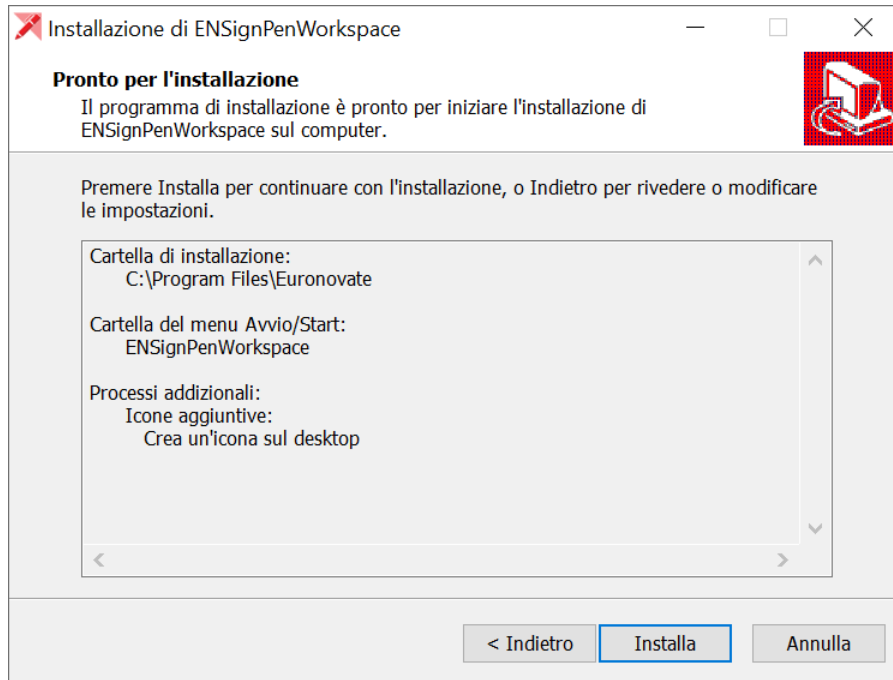 Installazione di ENSignPenWorkspace
Pronto per l'installazione
Il programma di installazione è pronto per iniziare l'installazione di
ENSignPenWorkspace sul computer.
Premere Installa per continuare con l'installazione, o Indietro per rivedere o modificare
le impostazioni.
Cartella di installazione:
C:\Program Files\Euronovate
Cartella del menu Avvio/Start:
ENSignPenWorkspace
Processi addizionali:
Icone aggiuntive:
Crea un'icona sul desktop
< Indietro
Installa
Annulla